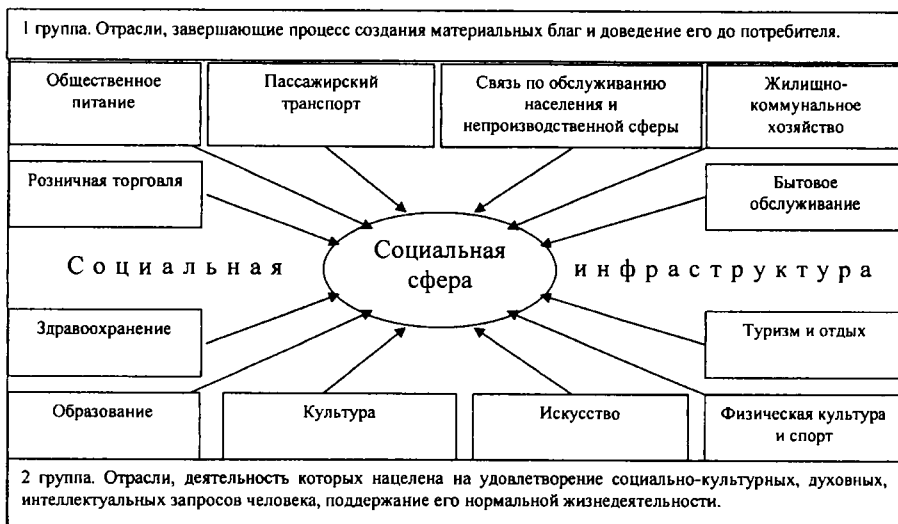 1 группа. Отрасли, завершающие процесс создания материальных благ и доведение его до потребителя.
Общественное
питание
Пассажирский
транспорт
Связь по обслуживанию
населения и
непроизводственной сферы
Жилищно-
коммунальное
хозяйство
Розничная торговля
Бытовое
обслуживание
Социальная
Социальная
сфера
инфраструктура
Здравоохранение
Туризм и отдых
Образование
Культура
Искусство
Физическая культура
и спорт
2 группа. Отрасли, деятельность которых нацелена на удовлетворение социально-культурных, духовных,
интеллектуальных запросов человека, поддержание его нормальной жизнедеятельности.